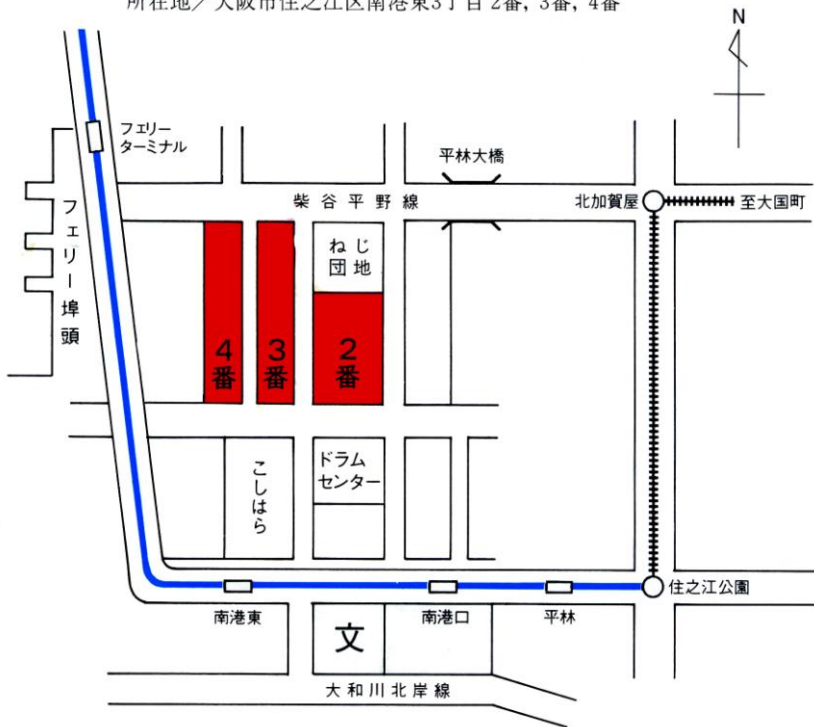 所在地／大阪市住之江区南港東3丁目2番, 3番, 4番
N
フェリー
ターミナル
平林大橋
柴谷平野線
北加賀屋
至大国町
フェリー埠頭
ねじ
団地
4番
3番
2番
こしはら
ドラム
センター
住之江公園
南港東
南港口
平林
文
大和川北岸線